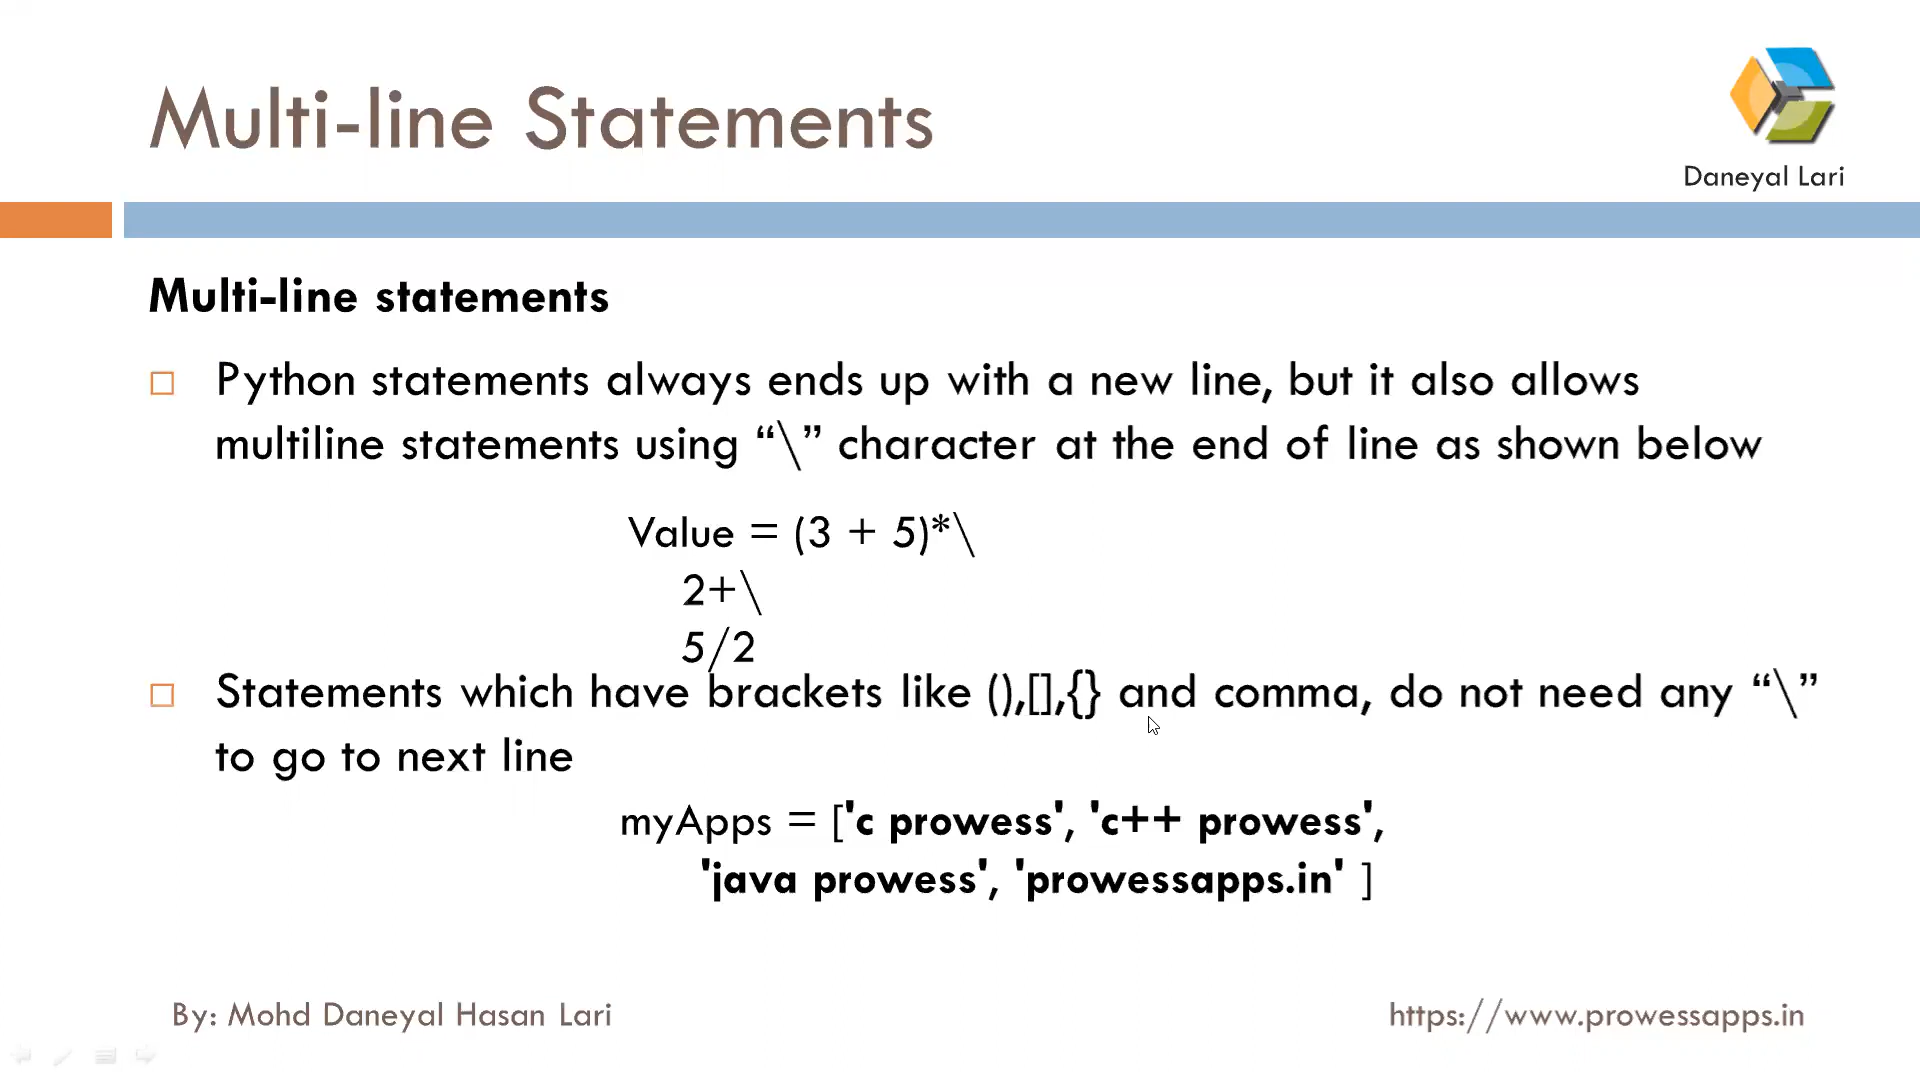 Multi-line Statements
Daneyal Lari
Multi-line statements
Python statements always ends up with a new line, but it also allows
multiline statements using “\” character at the end of line as shown below
Value = (3 + 5)*\
2+\
5/2
Statements which have brackets like (),[],{} and comma, do not need any “\”
to go to next line
myApps = ['c prowess', 'c++ prowess',
'java prowess', 'prowessapps.in' ]
By: Mohd Daneyal Hasan Lari
https://www.prowessapps.in